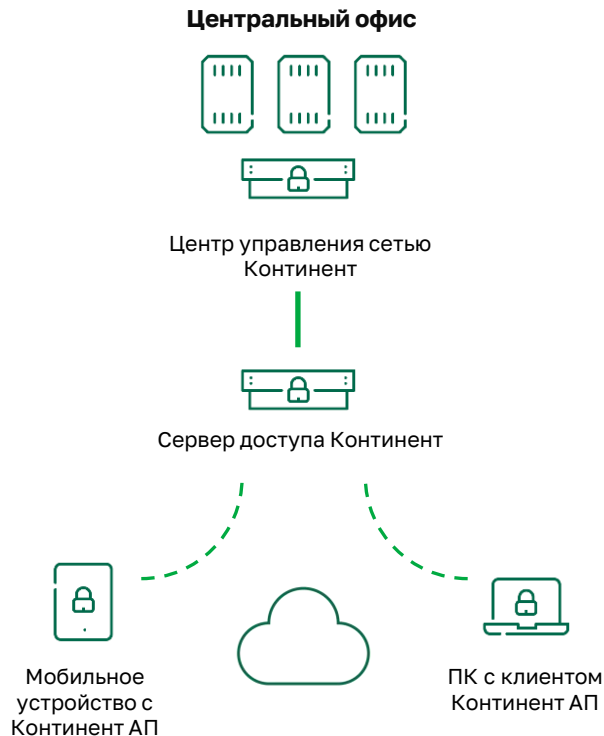 Центральный офис
Центр управления сетью
Континент
Сервер доступа Континент
Мобильное
устройство с
Континент АП
ПК с клиентом
Континент АП